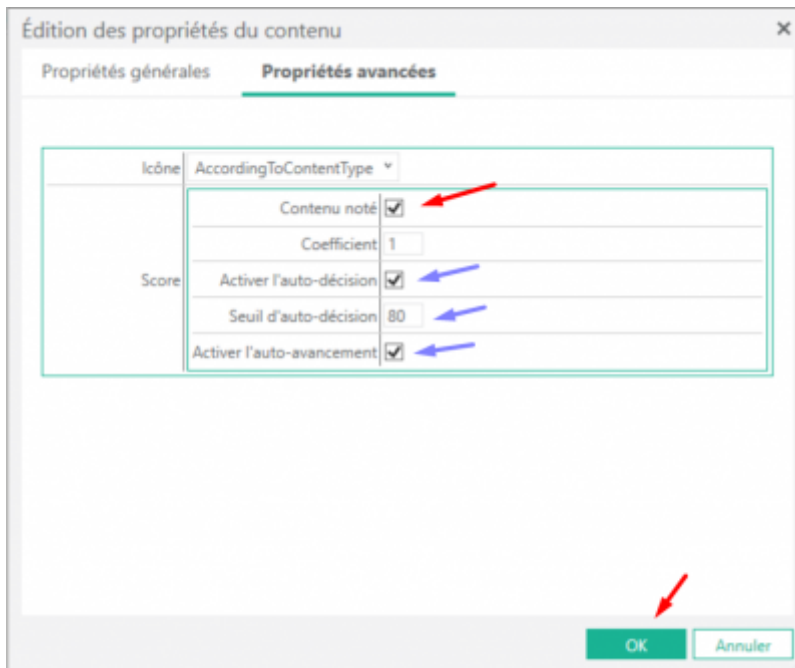 Édition des propriétés du contenu
Propriétés générales Propriétés avancées
Icône AccordingToContentType
Contenu noté
Coefficient 1
Score
Activer l'auto-décision
Seuil d'auto-décision 80
Activer l'auto-avancement
OK Annuler